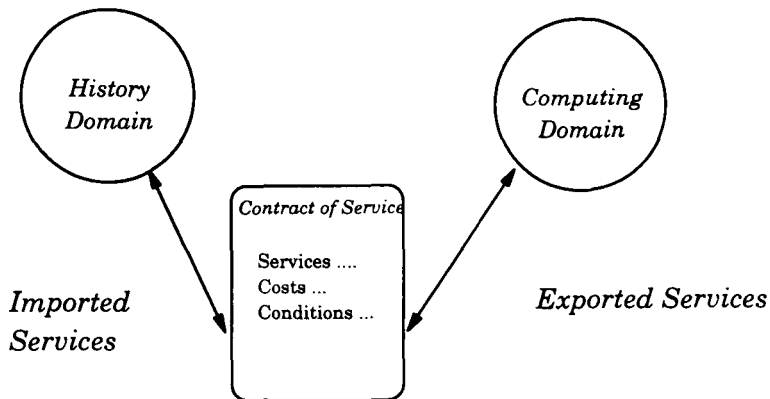 History
Domain
Computing
Domain
Contract of Service
Services ....
Costs ...
Conditions ...
Imported
Services
Exported Services